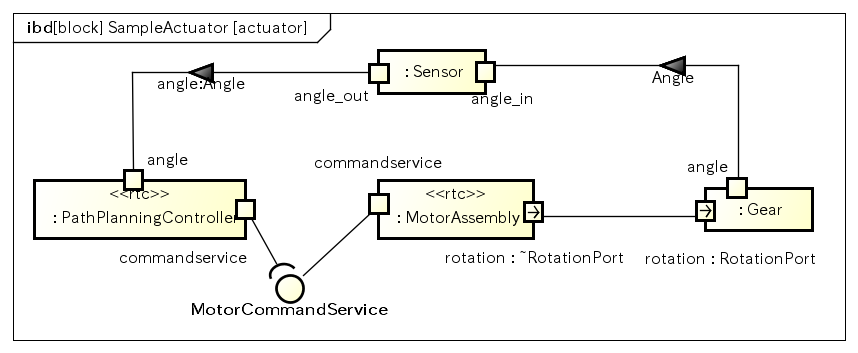 ibd[block] SampleActuator [actuator]
: Sensor
angle:Angle
Angle
angle_out
angle_in
angle
commandservice
angle
<<rtc>>
: PathPlanningController
<<rtc>>
: MotorAssembly
: Gear
commandservice
rotation : ~RotationPort
rotation : RotationPort
MotorCommandService